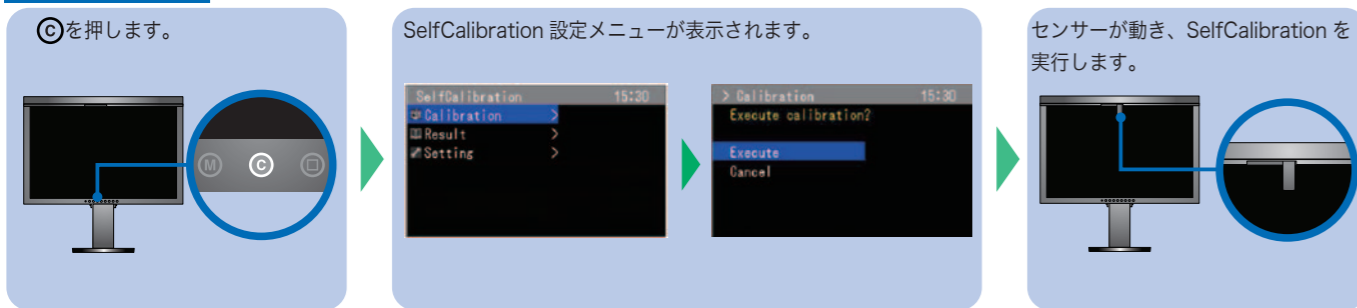 Ⓒを押します。
M
C
SelfCalibration 設定メニューが表示されます。
SelfCalibration 15:30
Calibration >
Result >
Setting >
> Calibration 15:30
Execute calibration?
Execute
Cancel
センサーが動き、SelfCalibration を
実行します。